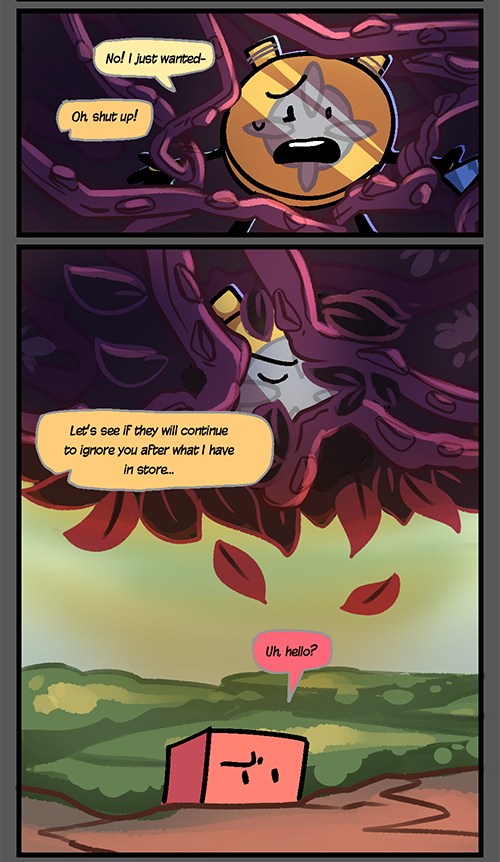 No! I just wanted-
Oh, shut up!
Let's see if they will continue
to ignore you after what I have
in store...
Uh, hello?